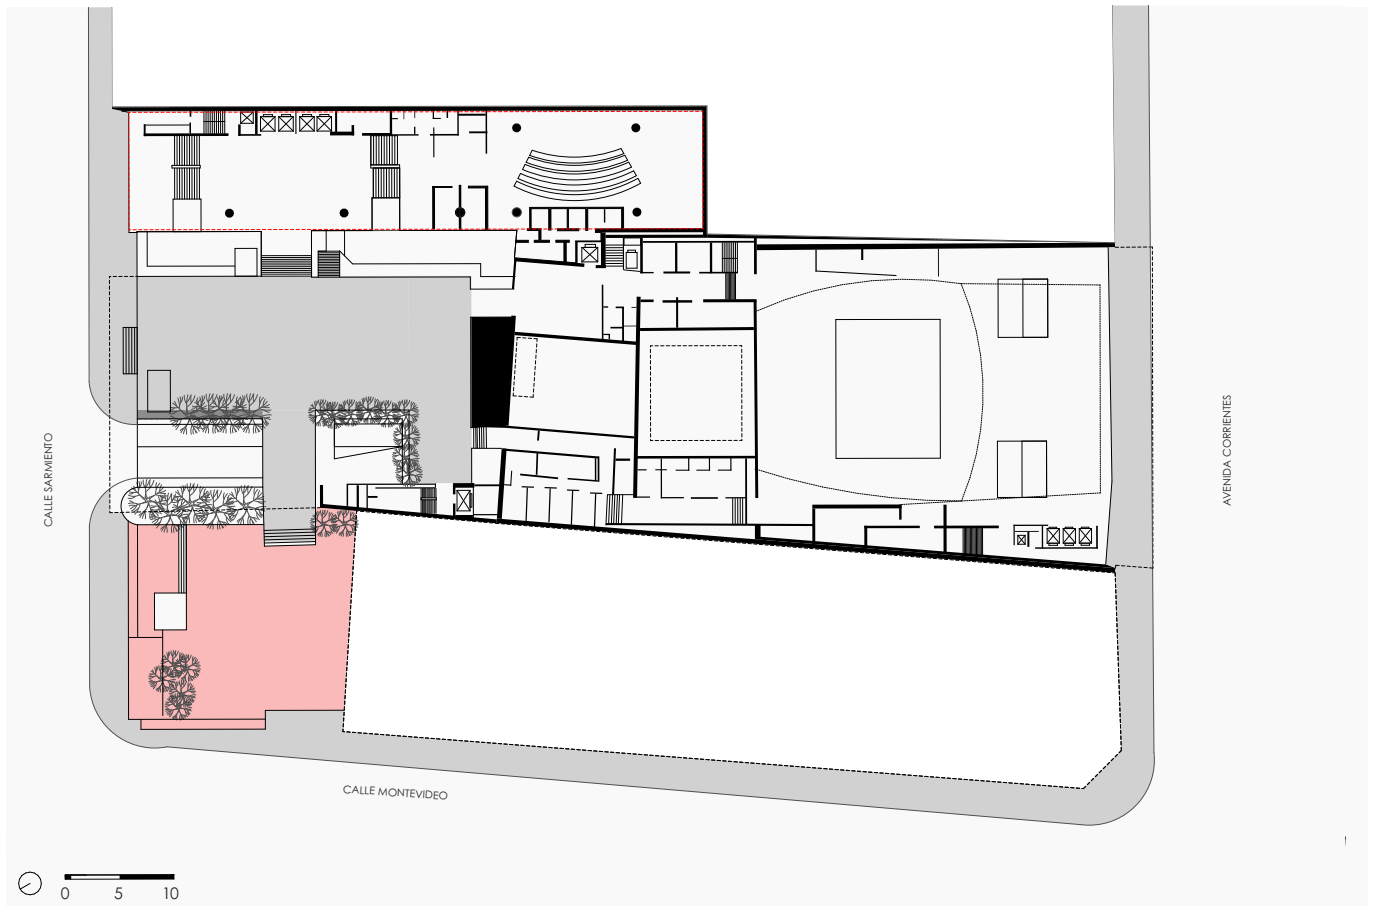 CALLE SARMIENTO
AVENIDA CORRIENTES
CALLE MONTEVIDEO
0 5 10